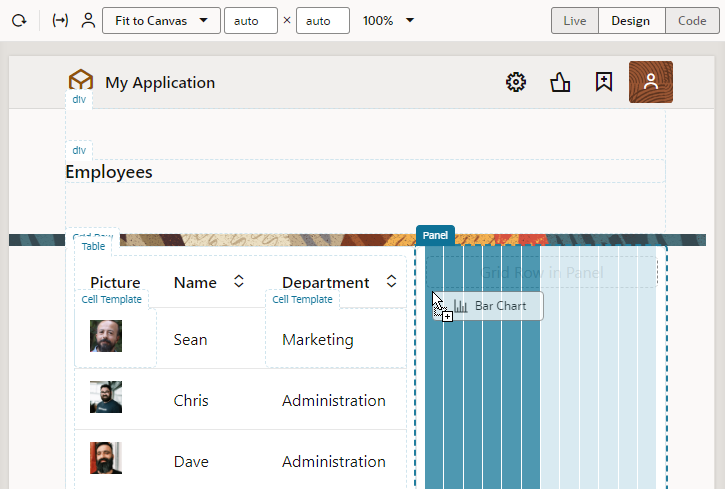 Fit to Canvas auto × auto 100% Live Design Code
My Application
div
div
Employees
Grid Row
Table
Panel
Picture Name Department
Grid Row in Panel
Cell Template Cell Template
Bar Chart
Sean Marketing
Chris Administration
Dave Administration